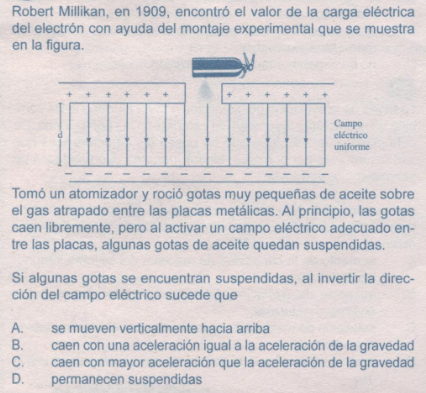 Robert Millikan, en 1909, encontró el valor de la carga eléctrica
del electrón con ayuda del montaje experimental que se muestra
en la figura.
+ + + + + + + + + + + +
d
Campo
eléctrico
uniforme
Tomó un atomizador y roció gotas muy pequeñas de aceite sobre
el gas atrapado entre las placas metálicas. Al principio, las gotas
caen libremente, pero al activar un campo eléctrico adecuado en-
tre las placas, algunas gotas de aceite quedan suspendidas.
Si algunas gotas se encuentran suspendidas, al invertir la direc-
ción del campo eléctrico sucede que
A. se mueven verticalmente hacia arriba
B. caen con una aceleración igual a la aceleración de la gravedad
C. caen con mayor aceleración que la aceleración de la gravedad
D. permanecen suspendidas